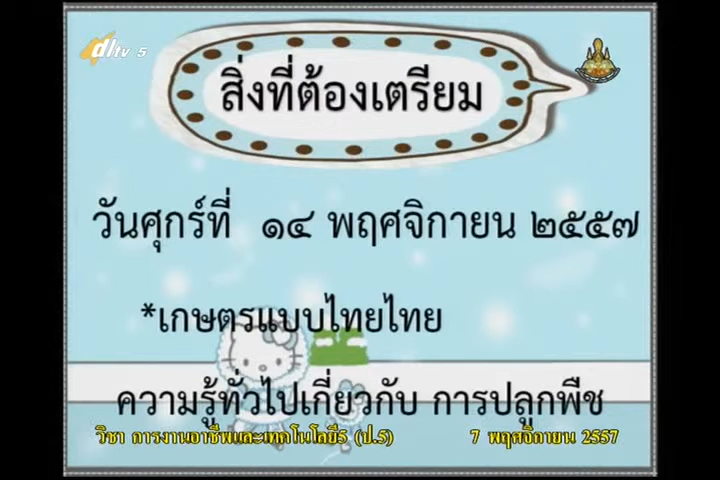 dltv 5
สิ่งที่ต้องเตรียม
วันศุกร์ที่ ๑๔ พฤศจิกายน ๒๕๕๗
*เกษตรแบบไทยไทย
ความรู้ทั่วไปเกี่ยวกับ การปลูกพืช
วิชา การงานอาชีพและเทคโนโลยี5 (ป.5) 7 พฤศจิกายน 2557